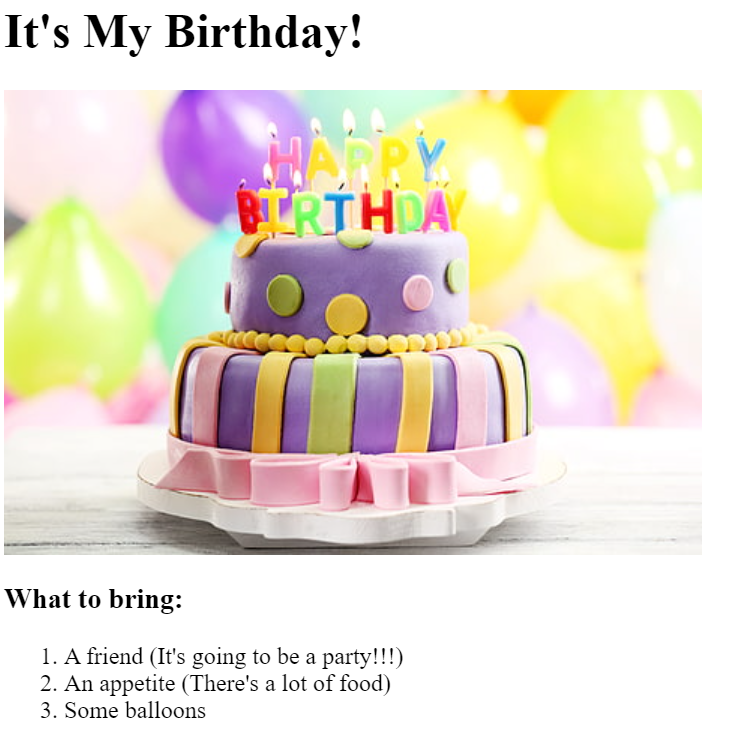 It's My Birthday!
HAPPY
BIRTHDAY
What to bring:
1. A friend (It's going to be a party!!!)
2. An appetite (There's a lot of food)
3. Some balloons